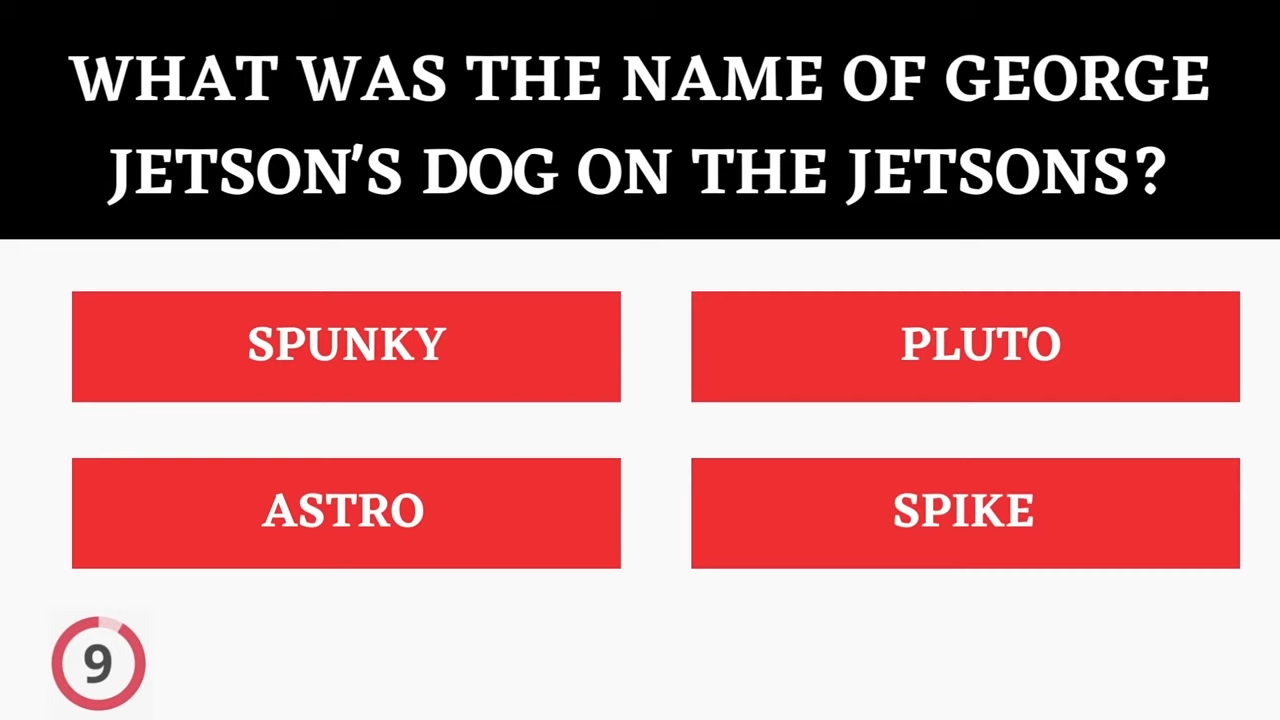 WHAT WAS THE NAME OF GEORGE
JETSON'S DOG ON THE JETSONS?
SPUNKY
PLUTO
ASTRO
SPIKE
9